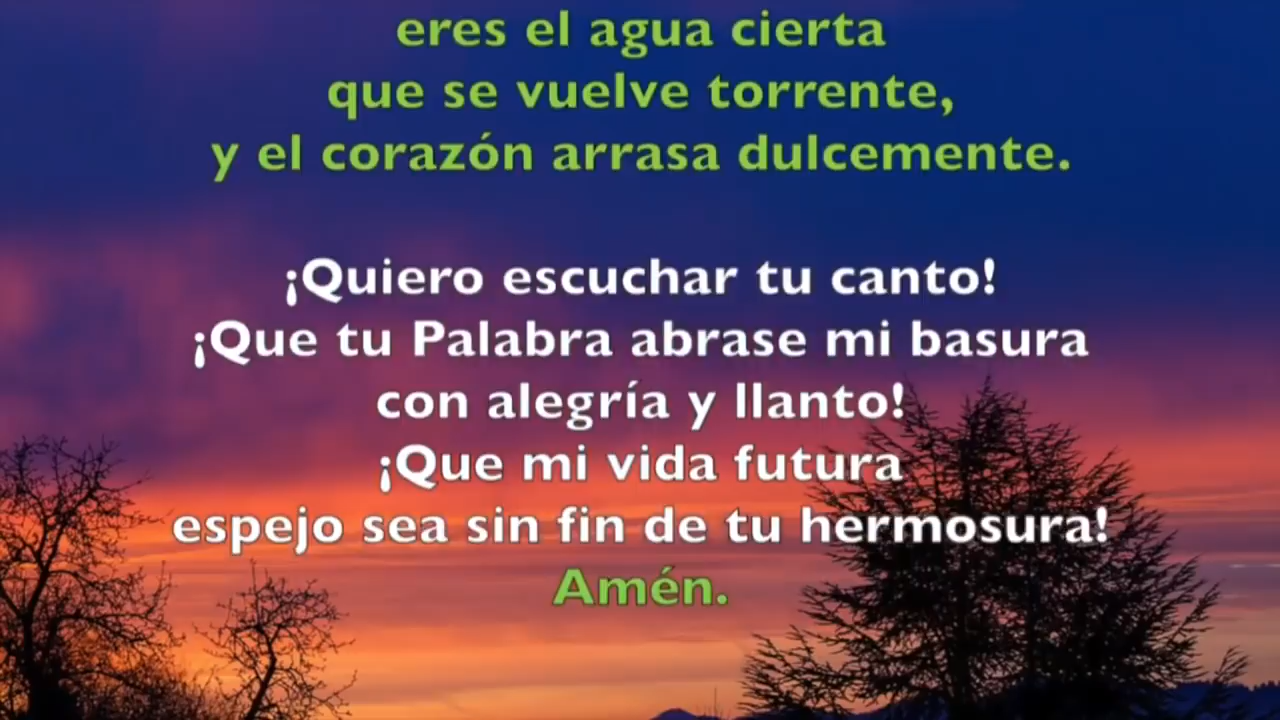 eres el agua cierta
que se vuelve torrente,
y el corazón arrasa dulcemente.
¡Quiero escuchar tu canto!
¡Que tu Palabra abrase mi basura
con alegría y llanto!
¡Que mi vida futura
espejo sea sin fin de tu hermosura!
Amén.